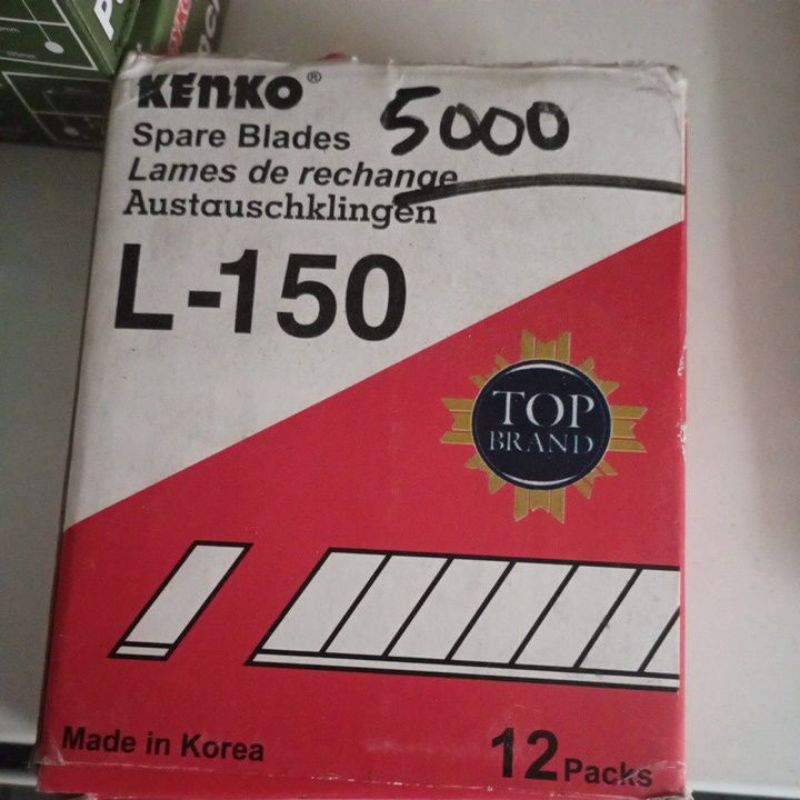 KENKO®
5000
Spare Blades
Lames de rechange
Austauschklingen
L-150
TOP
BRAND
Made in Korea
12 Packs